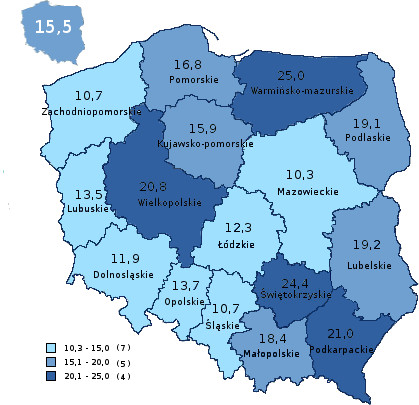 15,5
16,8
Pomorskie
25,0
Warmińsko-mazurskie
10,7
Zachodniopomorskie
15,9
Kujawsko-pomorskie
19,1
Podlaskie
10,3
Mazowieckie
20,8
Wielkopolskie
13,5
Lubuskie
12,3
Łódzkie
19,2
Lubelskie
11,9
Dolnośląskie
13,7
Opolskie
24,4
Świętokrzyskie
10,7
Śląskie
18,4
Małopolskie
21,0
Podkarpackie
10,3 - 15,0 (7)
15,1 - 20,0 (5)
20,1 - 25,0 (4)